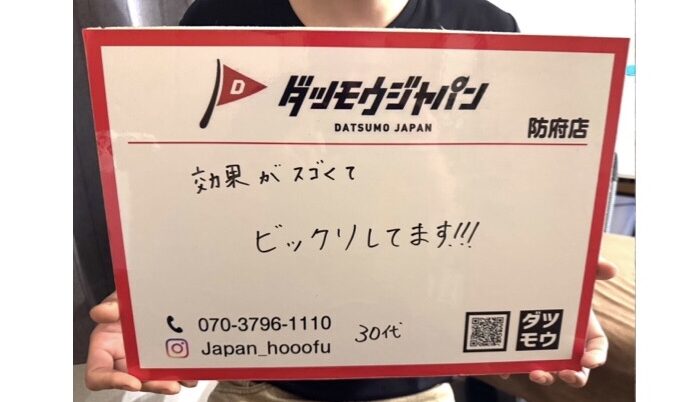 D
ダツモウジャパン
DATSUMO JAPAN
防府店
効果がスゴくて
ビックリしてます!!!
070-3796-1110
30代
Japan_hooofu
ダツ
モウ